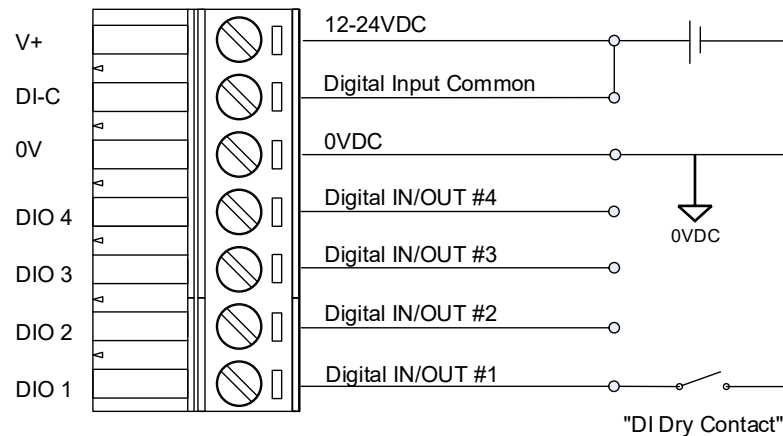 V+ 12-24VDC
DI-C Digital Input Common
0V 0VDC
DIO 4 Digital IN/OUT #4
0VDC
DIO 3 Digital IN/OUT #3
DIO 2 Digital IN/OUT #2
DIO 1 Digital IN/OUT #1
"DI Dry Contact"